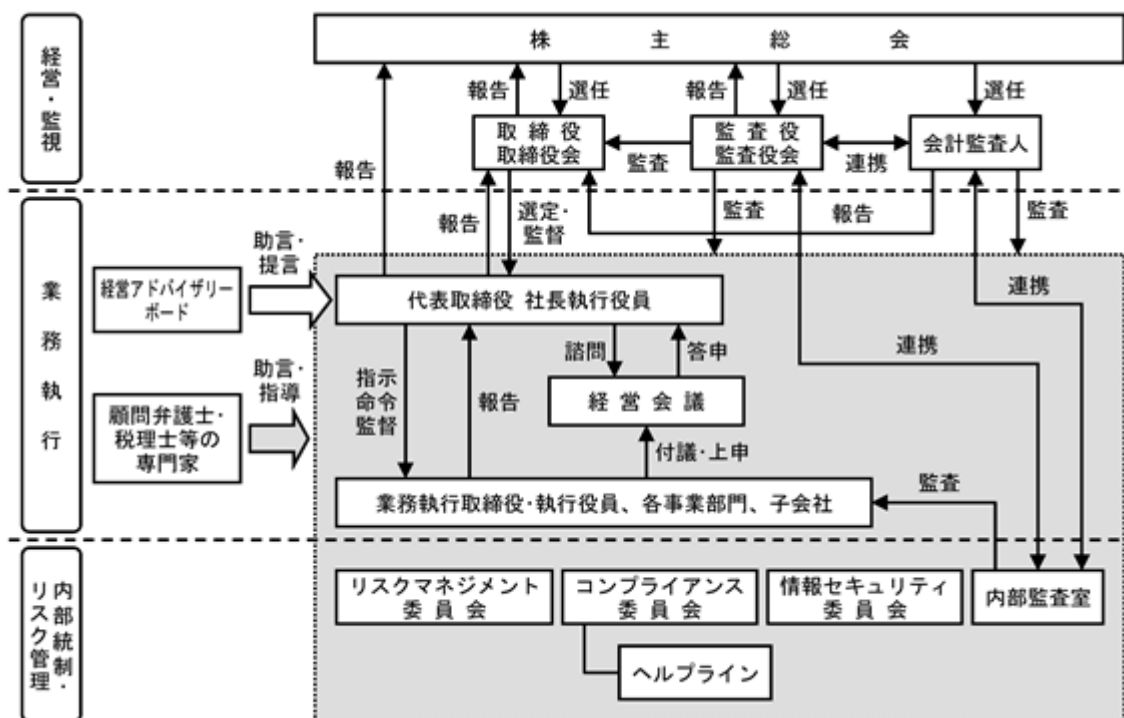 経営・監視
株主総会
報告
選任
報告
選任
選任
取締役
取締役会
監査役
監査役会
会計監査人
監査
連携
報告
報告
選定・
監督
監査
報告
監査
業務執行
助言・
提言
経営アドバイザリー
ボード
代表取締役 社長執行役員
連携
諮問
答申
連携
助言・
指導
指示
命令
監督
報告
経営会議
顧問弁護士・
税理士等の
専門家
付議・上申
業務執行取締役・執行役員、各事業部門、子会社
監査
内部統制・
リスク管理
リスクマネジメント
委員会
コンプライアンス
委員会
情報セキュリティ
委員会
内部監査室
ヘルプライン